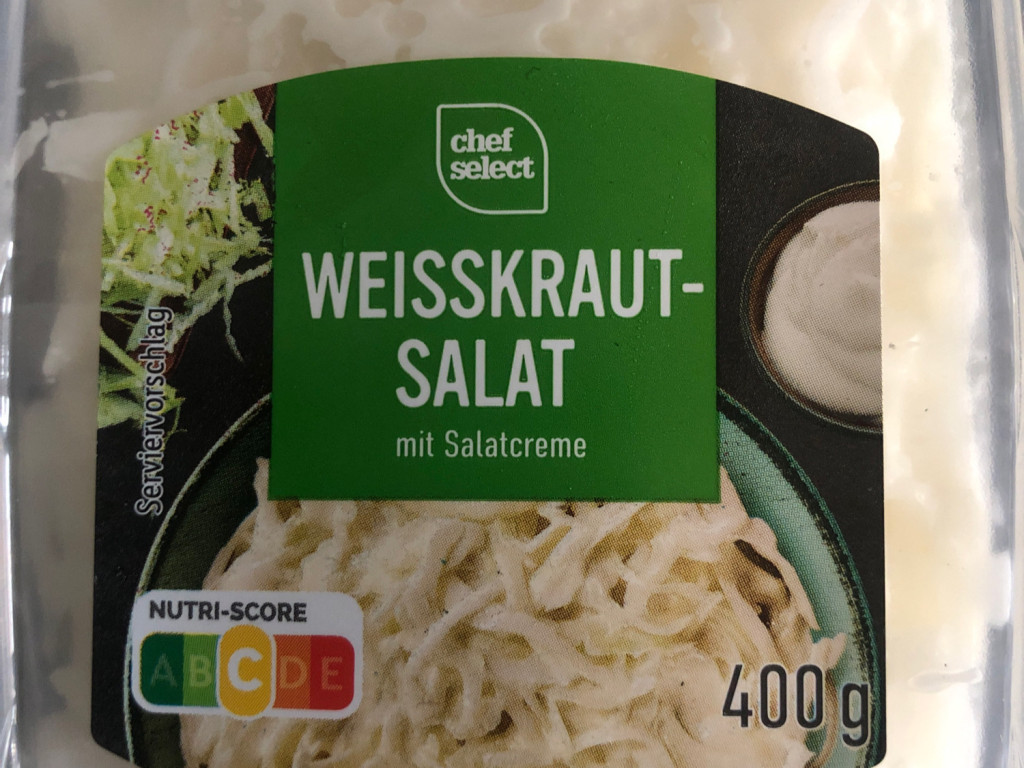 chef
select
WEISSKRAUT-
SALAT
mit Salatcreme
Serviervorschlag
NUTRI-SCORE
A B C D E
400 g